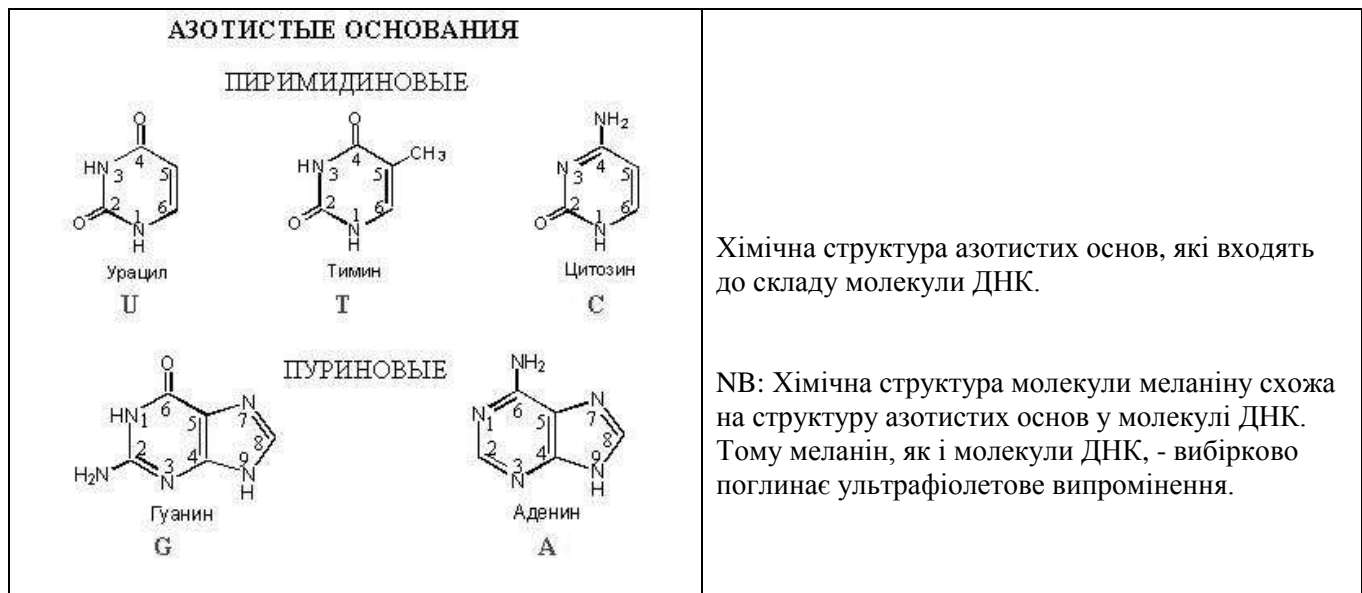 АЗОТИСТЫЕ ОСНОВАНИЯ
ПИРИМИДИНОВЫЕ
O
4
HN
3
5
2
1
6
O
N
H
Урацил
U
O
4
CH3
HN
3
5
2
1
6
O
N
H
Тимин
T
NH2
4
N
3
5
2
1
6
O
N
H
Цитозин
C
ПУРИНОВЫЕ
O
6
HN
1
5
N
7
8
2
4
9
H2N
N
3
N
H
Гуанин
G
NH2
6
N
1
5
N
7
8
2
4
9
N
3
N
H
Аденин
A
Хімічна структура азотистих основ, які входять
до складу молекули ДНК.
NB: Хімічна структура молекули меланіну схожа
на структуру азотистих основ у молекулі ДНК.
Тому меланін, як і молекули ДНК, - вибірково
поглинає ультрафіолетове випромінення.